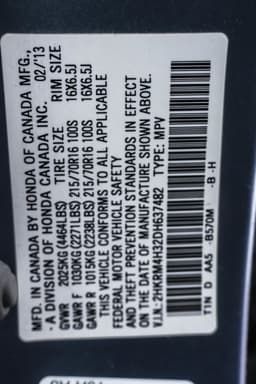 MFD. IN CANADA BY HONDA OF CANADA MFG.,
- A DIVISION OF HONDA CANADA INC. 02/'13
GVWR 2025KG (4464LBS) TIRE SIZE RIM SIZE
GAWR F 1030KG (2271LBS) 215/70R16 100S 16X6.5J
GAWR R 1015KG (2238LBS) 215/70R16 100S 16X6.5J
THIS VEHICLE CONFORMS TO ALL APPLICABLE
FEDERAL MOTOR VEHICLE SAFETY
AND THEFT PREVENTION STANDARDS IN EFFECT
ON THE DATE OF MANUFACTURE SHOWN ABOVE.
V.I.N.: 2HKRM4H32DH637482 TYPE: MPV
T1N D AA5 -B570M -B -H